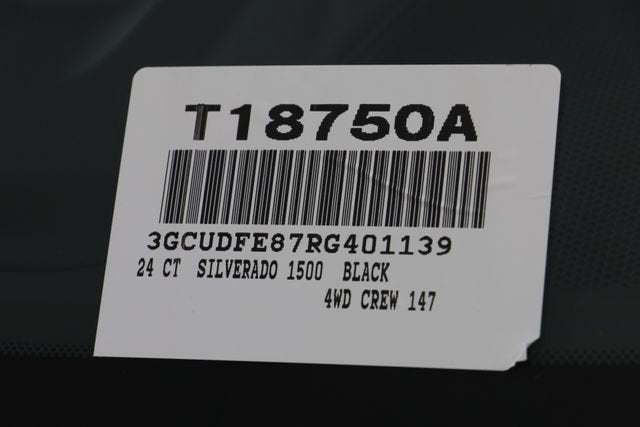 T18750A
3GCUDFE87RG401139
24 CT SILVERADO 1500 BLACK
4WD CREW 147